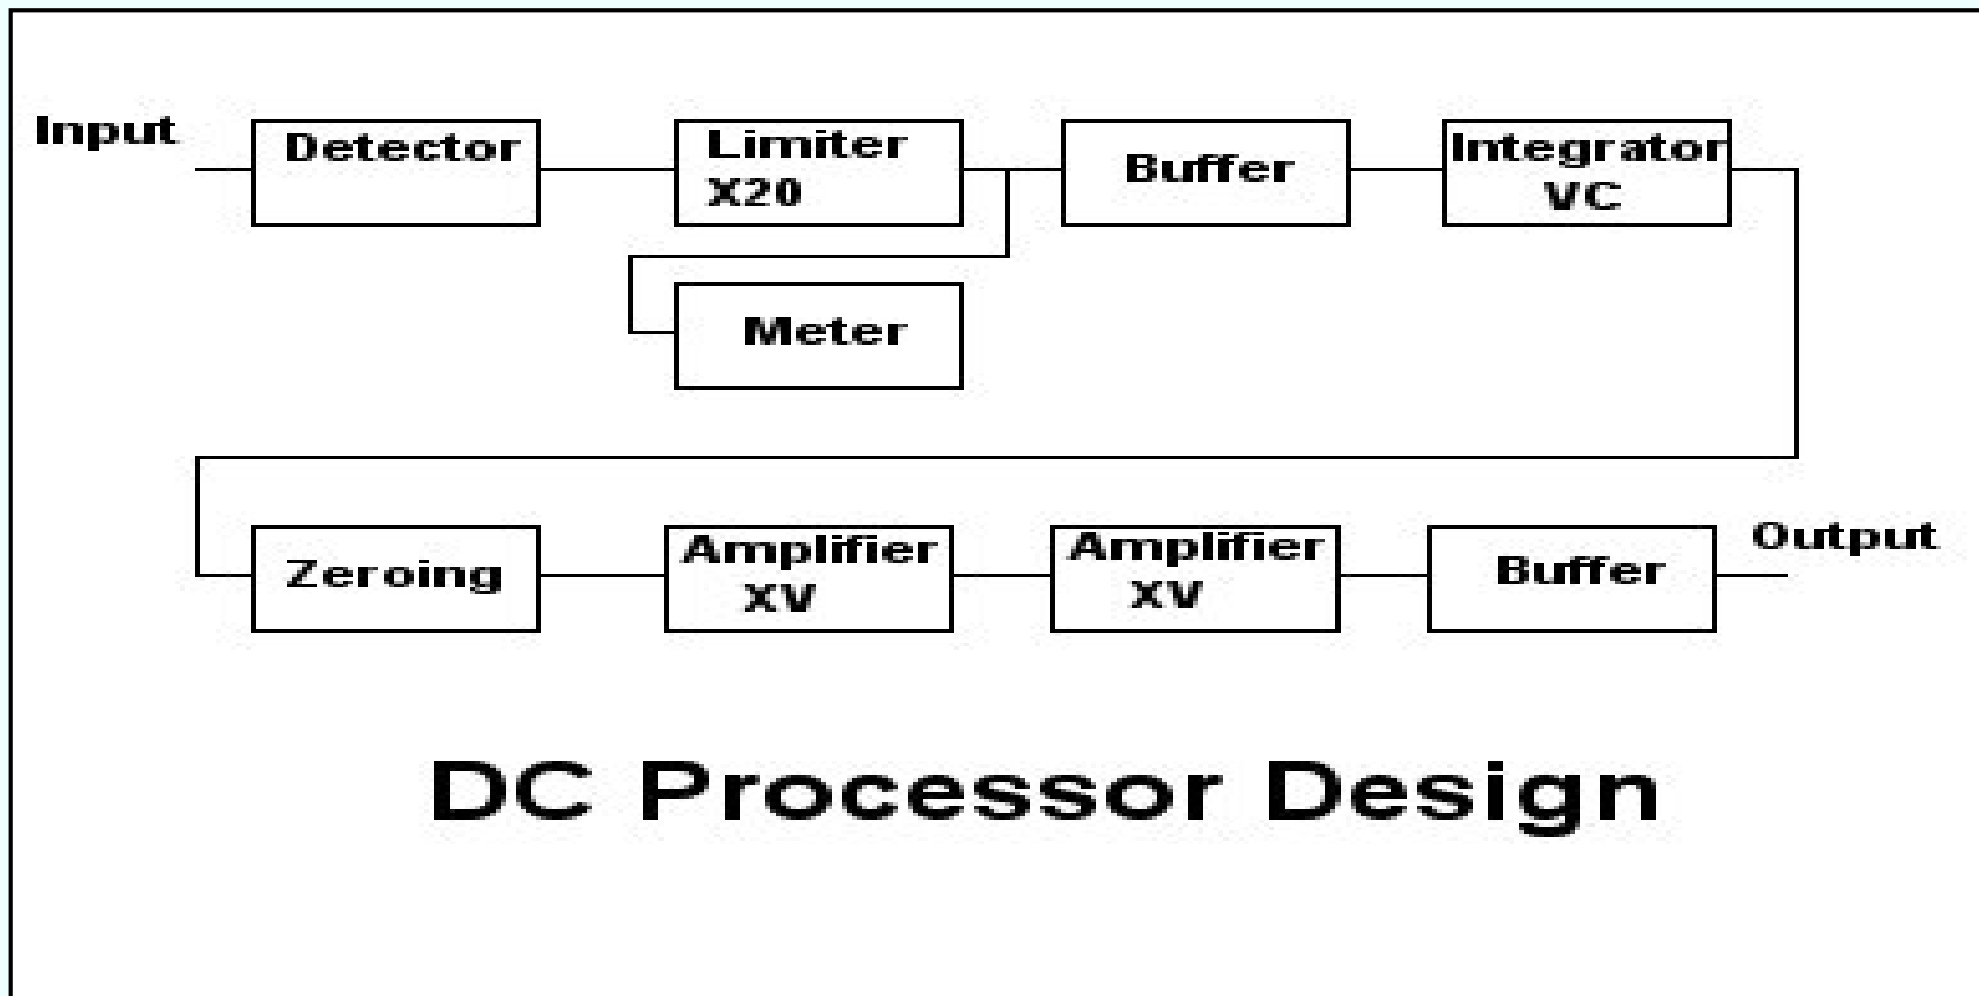 Input
Detector
Limiter
X20
Buffer
Integrator
VC
Meter
Zeroing
Amplifier
XV
Amplifier
XV
Buffer
Output
DC Processor Design